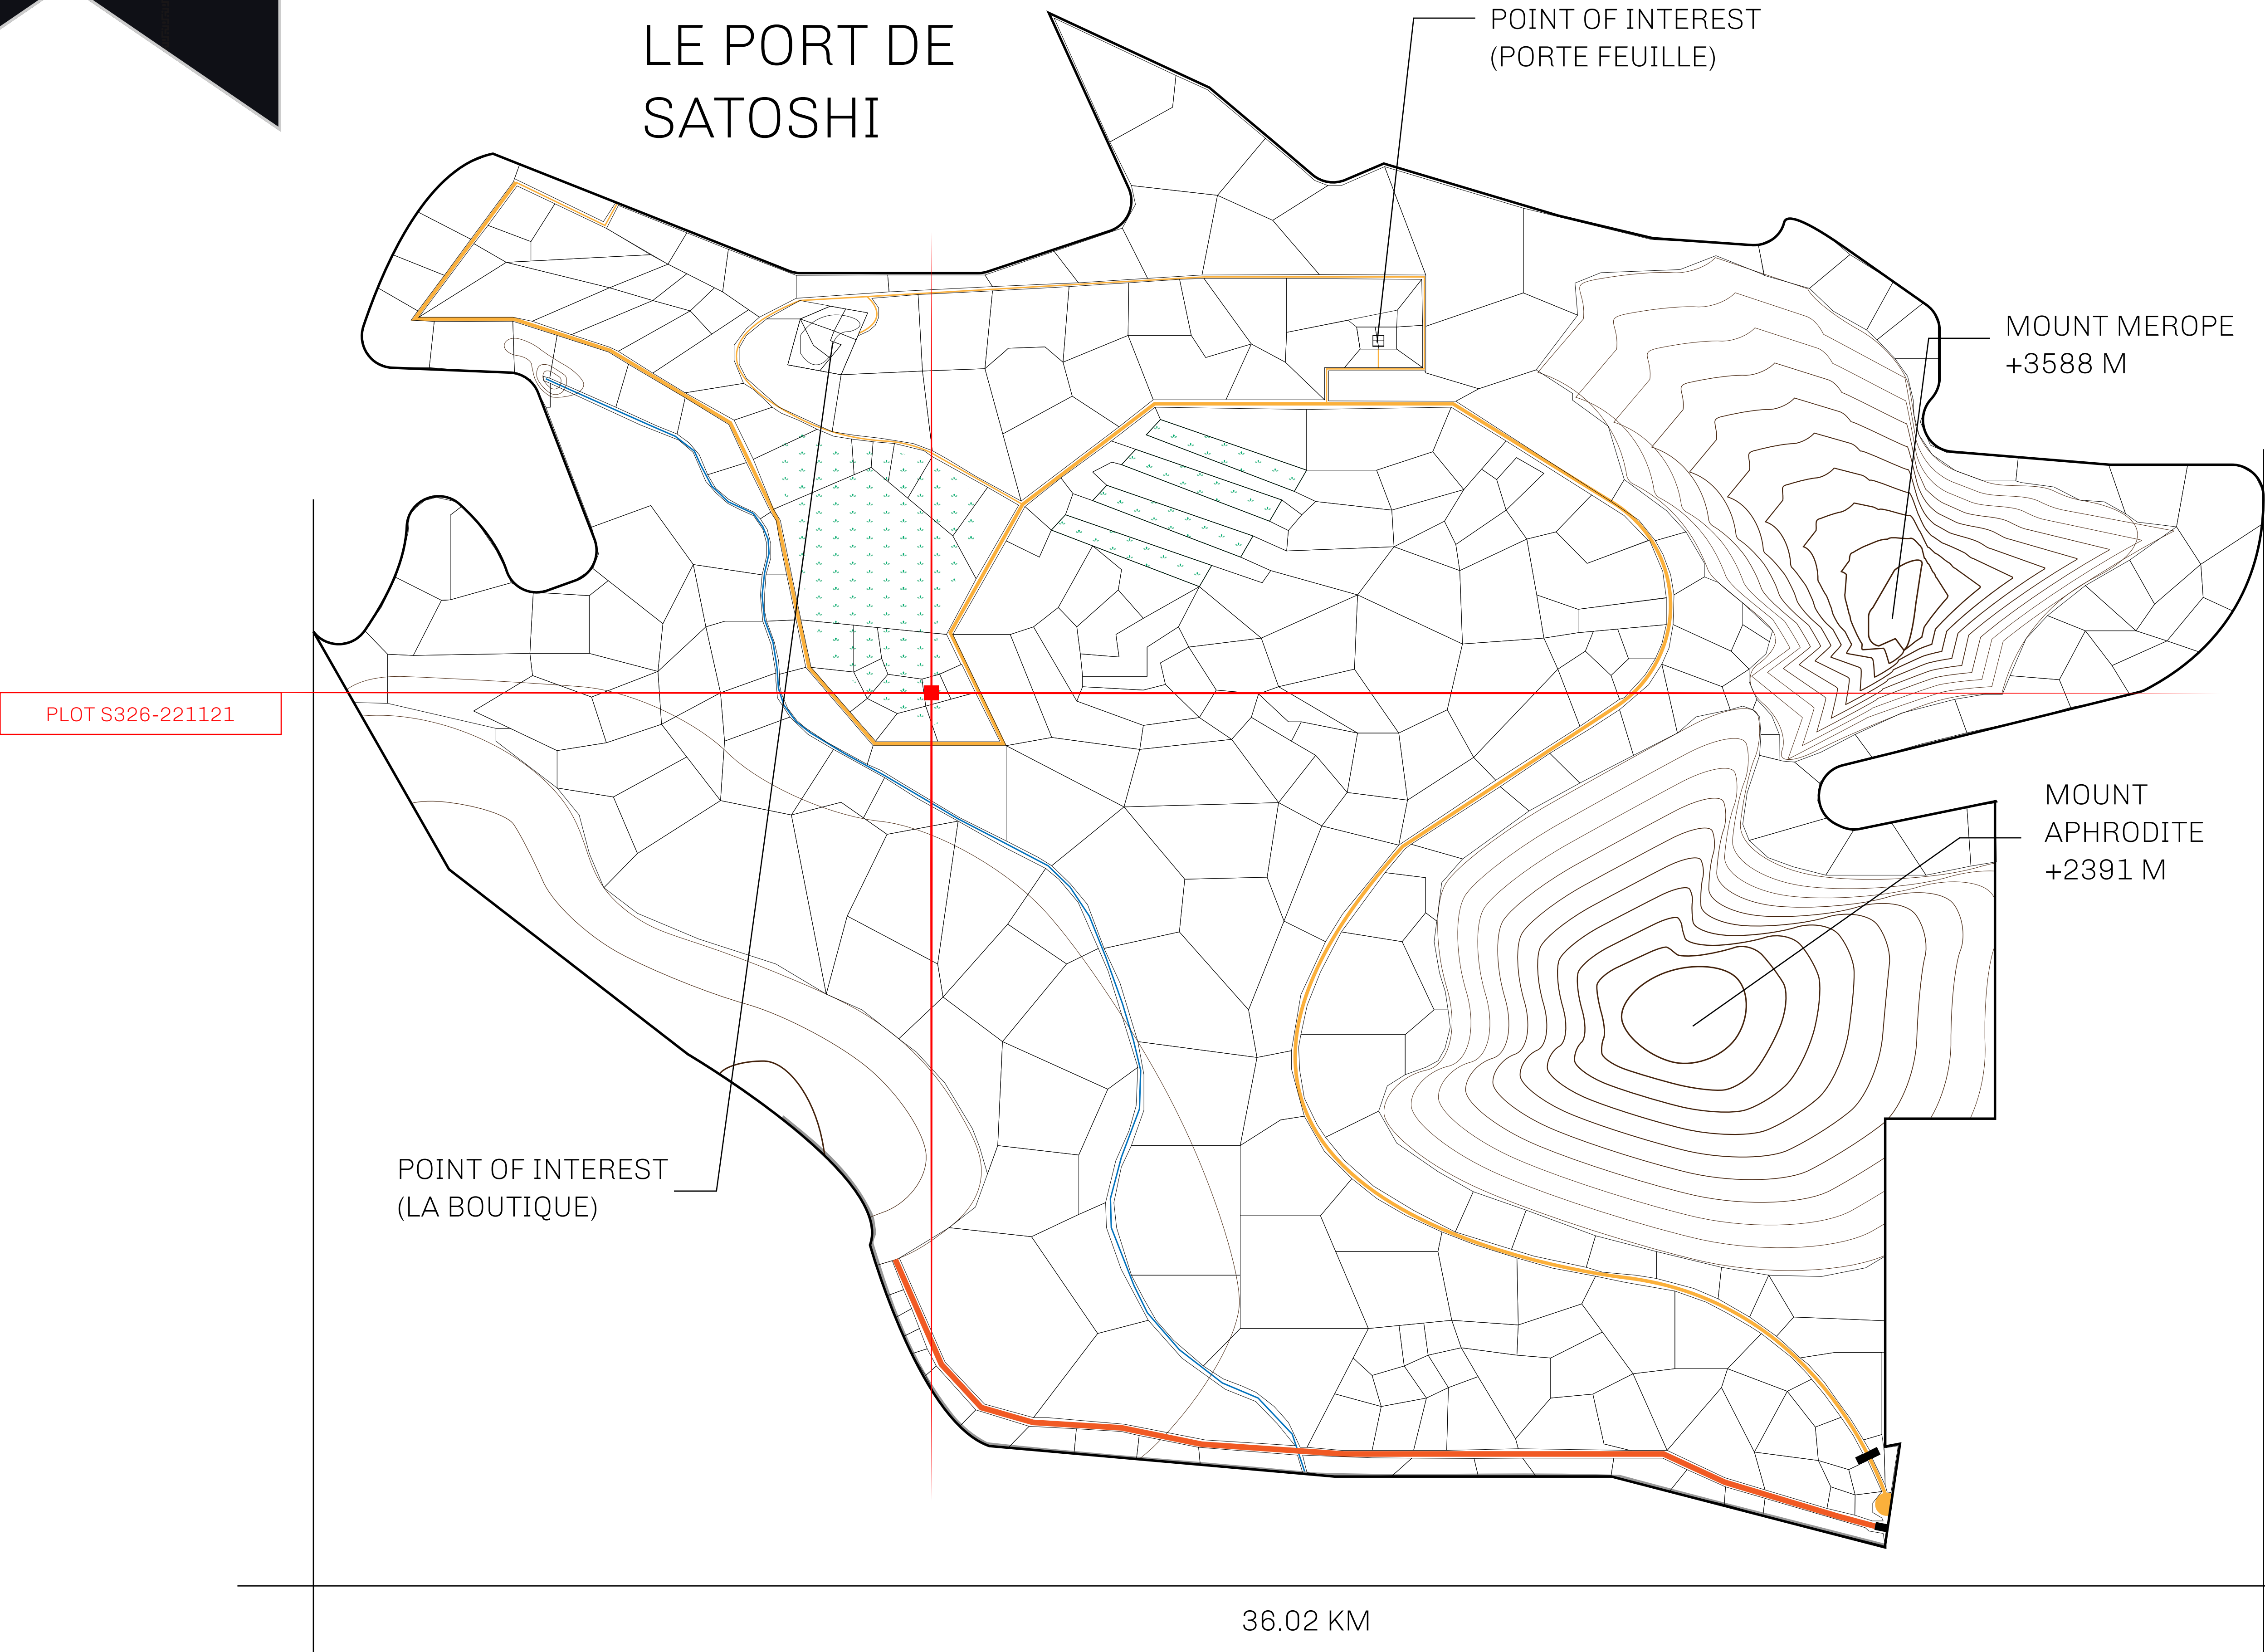 LE PORT DE
SATOSHI
POINT OF INTEREST
(PORTE FEUILLE)
MOUNT MEROPE
+3588 M
PLOT S326-221121
MOUNT
APHRODITE
+2391 M
POINT OF INTEREST
(LA BOUTIQUE)
36.02 KM